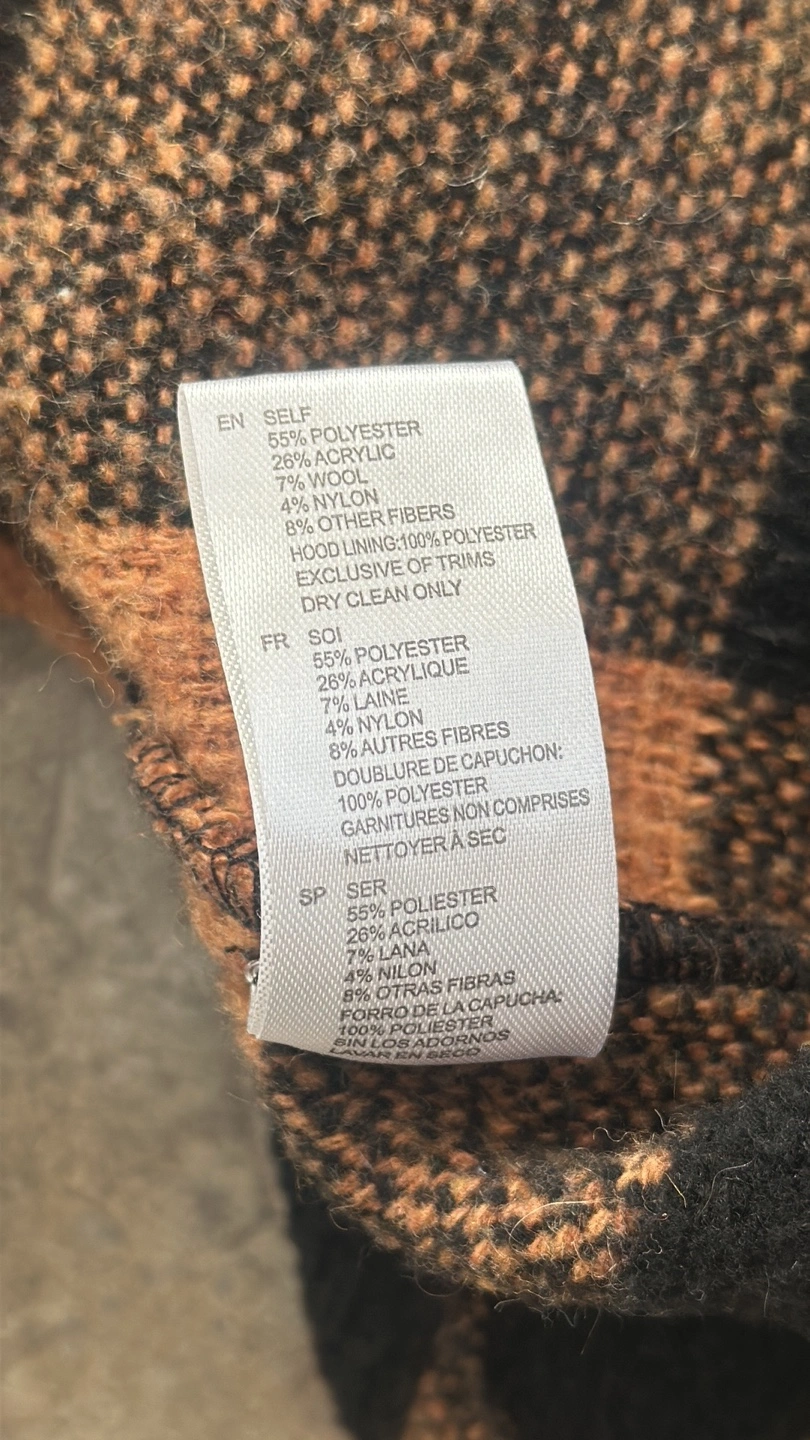 EN SELF
55% POLYESTER
26% ACRYLIC
7% WOOL
4% NYLON
8% OTHER FIBERS
HOOD LINING:100% POLYESTER
EXCLUSIVE OF TRIMS
DRY CLEAN ONLY
FR SOI
55% POLYESTER
26% ACRYLIQUE
7% LAINE
4% NYLON
8% AUTRES FIBRES
DOUBLURE DE CAPUCHON:
100% POLYESTER
GARNITURES NON COMPRISES
NETTOYER À SEC
SP SER
55% POLIESTER
26% ACRILICO
7% LANA
4% NILON
8% OTRAS FIBRAS
FORRO DE LA CAPUCHA:
100% POLIESTER
SIN LOS ADORNOS
LAVAR EN SECO